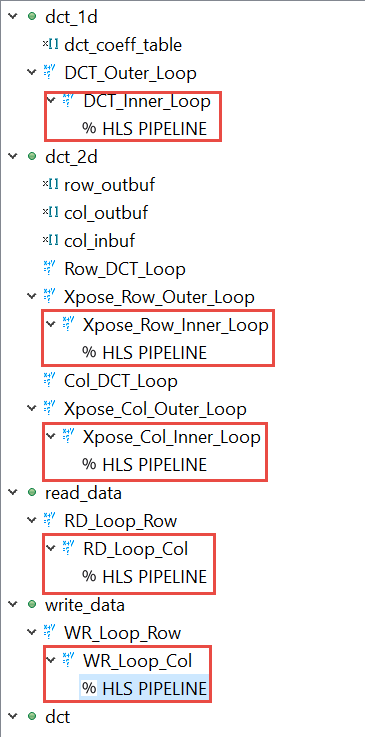 dct_1d
x[] dct_coeff_table
DCT_Outer_Loop
DCT_Inner_Loop
% HLS PIPELINE
dct_2d
x[] row_outbuf
x[] col_outbuf
x[] col_inbuf
Row_DCT_Loop
Xpose_Row_Outer_Loop
Xpose_Row_Inner_Loop
% HLS PIPELINE
Col_DCT_Loop
Xpose_Col_Outer_Loop
Xpose_Col_Inner_Loop
% HLS PIPELINE
read_data
RD_Loop_Row
RD_Loop_Col
% HLS PIPELINE
write_data
WR_Loop_Row
WR_Loop_Col
% HLS PIPELINE
dct